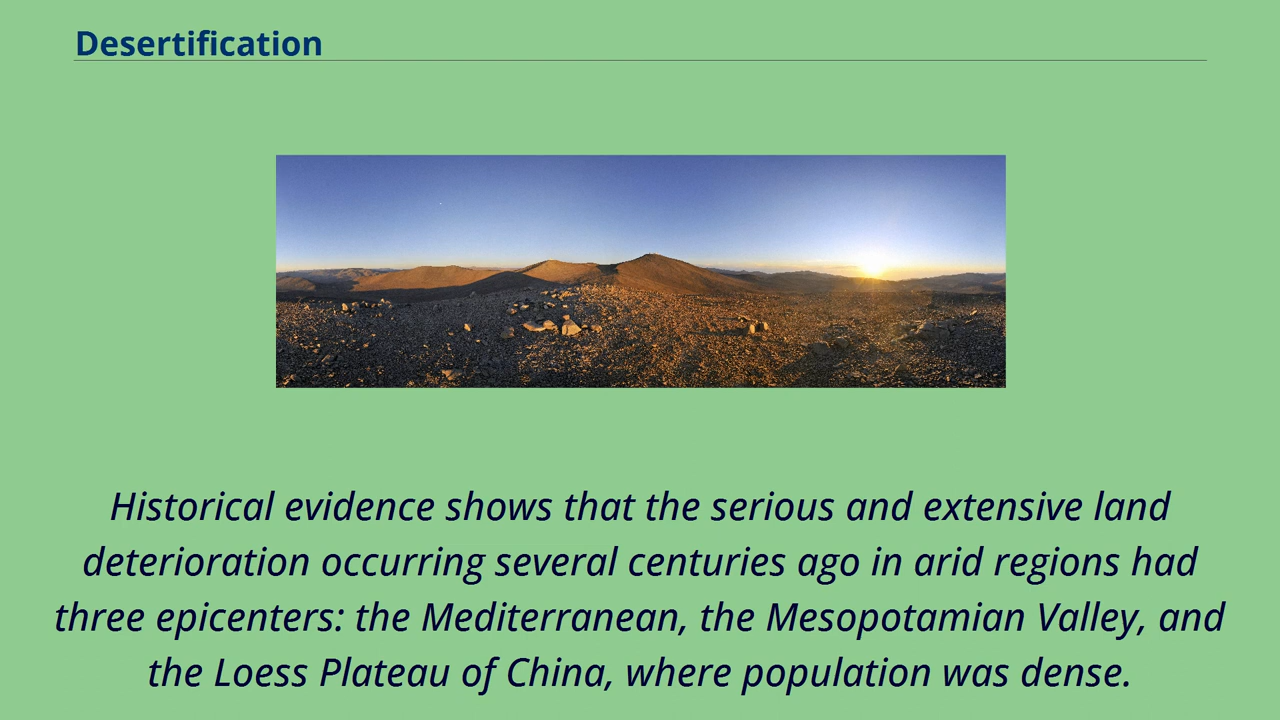 Desertification
Historical evidence shows that the serious and extensive land
deterioration occurring several centuries ago in arid regions had
three epicenters: the Mediterranean, the Mesopotamian Valley, and
the Loess Plateau of China, where population was dense.